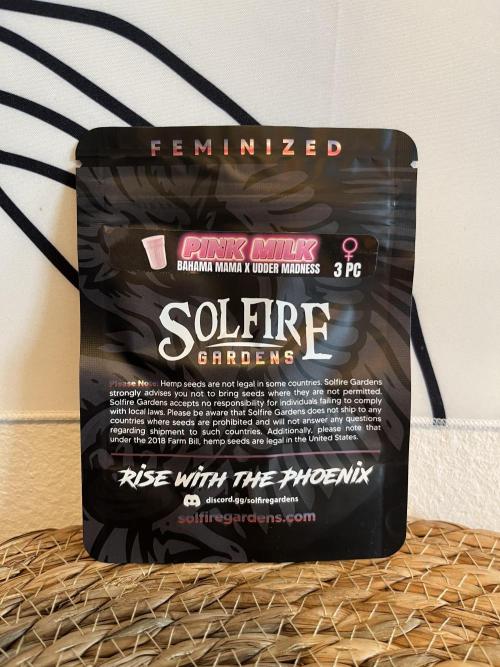 FEMINIZED
PINK MILK
BAHAMA MAMA X UDDER MADNESS
3 PC
SOLFIRE
GARDENS
Please Note: Hemp seeds are not legal in some countries. Solfire Gardens
strongly advises you not to bring seeds where they are not permitted.
Solfire Gardens accepts no responsibility for individuals failing to comply
with local laws. Please be aware that Solfire Gardens does not ship to any
countries where seeds are prohibited and will not answer any questions
regarding shipment to such countries. Additionally, please note that
under the 2018 Farm Bill, hemp seeds are legal in the United States.
RISE WITH THE PHOENIX
discord.gg/solfiregardens
solfiregardens.com